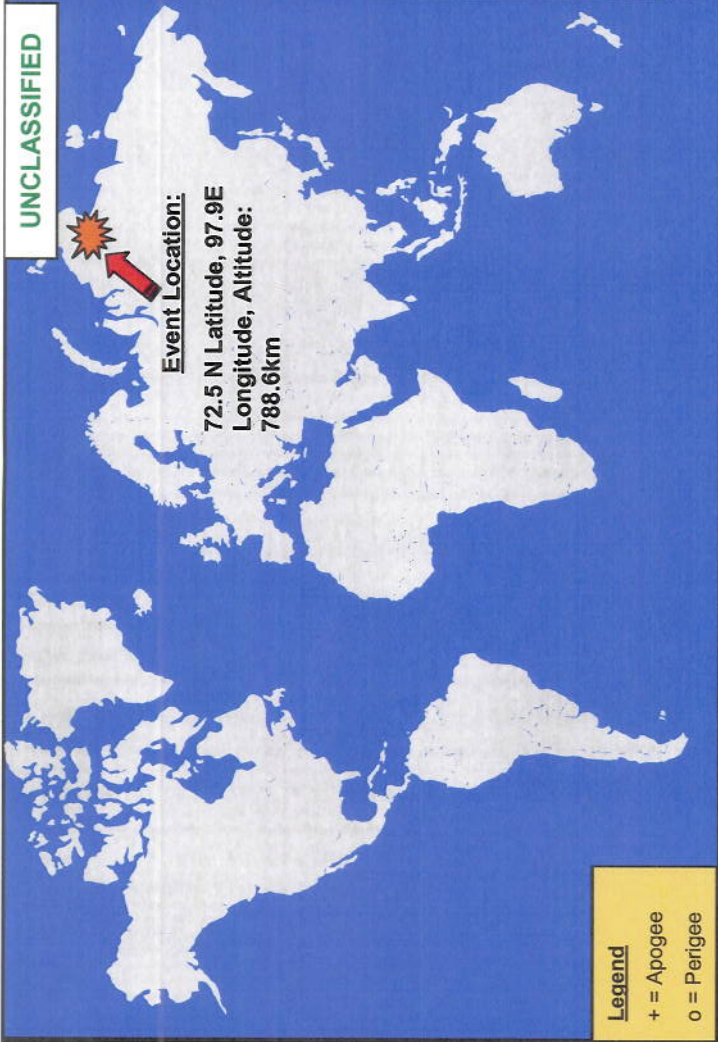 UNCLASSIFIED
Event Location:
72.5 N Latitude, 97.9E
Longitude, Altitude:
788.6km
Legend
+ = Apogee
o = Perigee